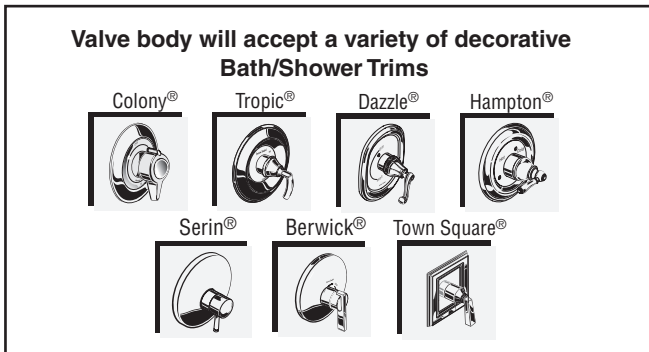 Valve body will accept a variety of decorative
Bath/Shower Trims
Colony® Tropic® Dazzle® Hampton®
Serin® Berwick® Town Square®